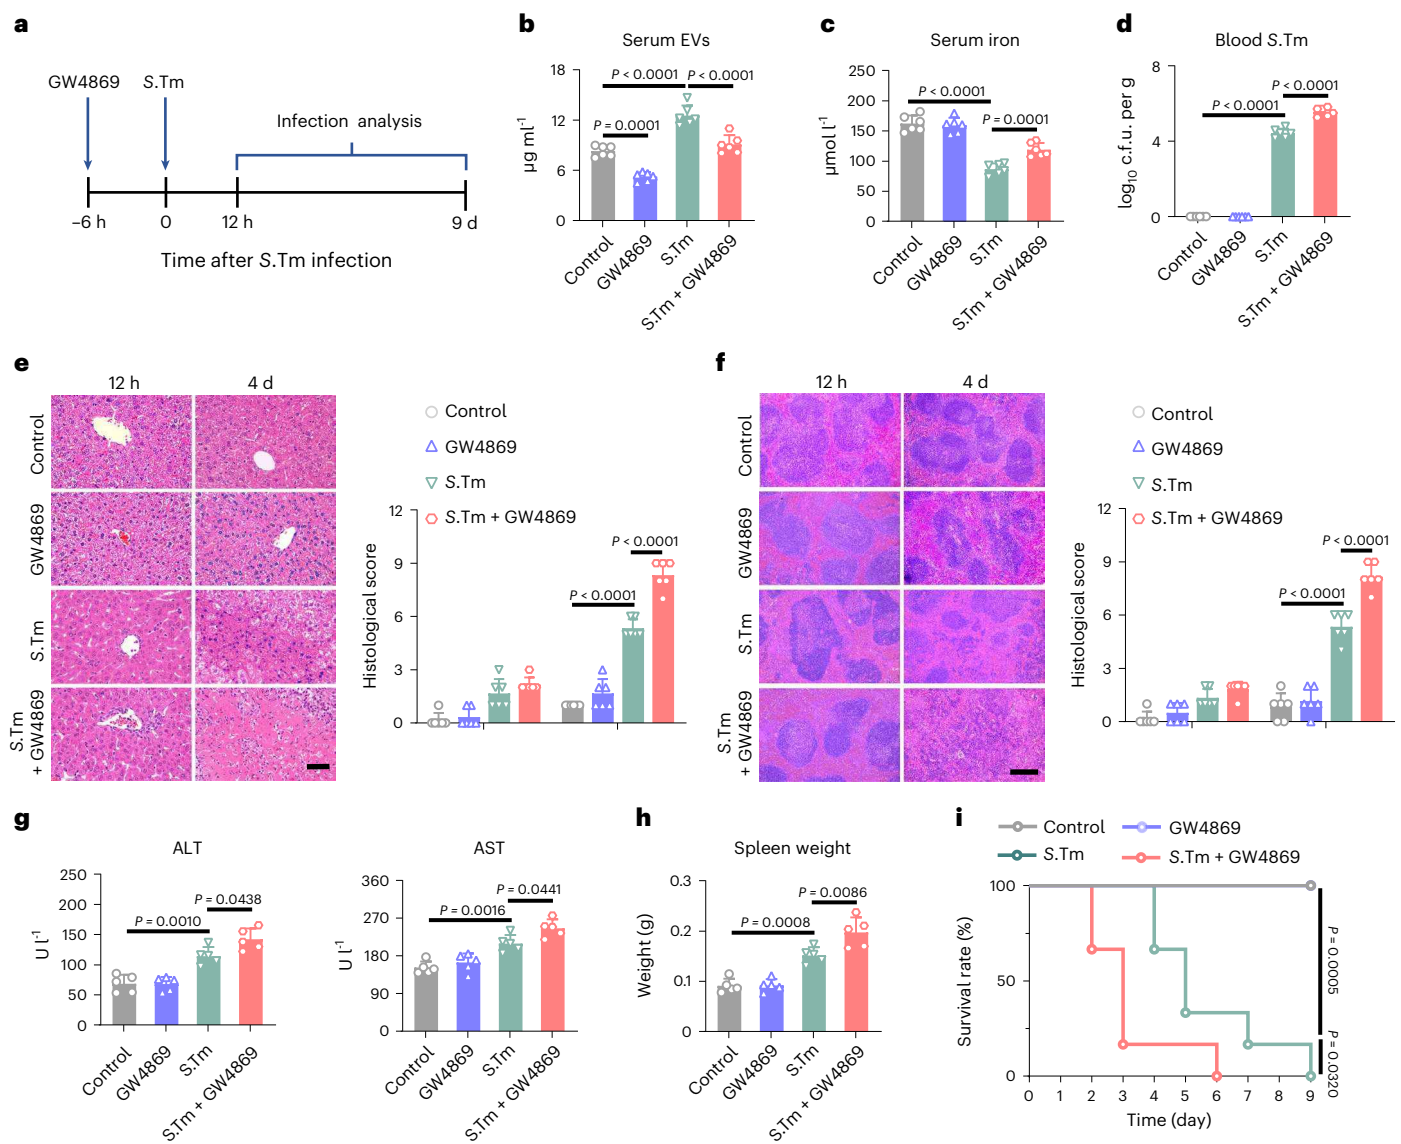 a
GW4869
S.Tm
Infection analysis
−6 h
0
12 h
9 d
Time after S.Tm infection
b
Serum EVs
µg ml⁻¹
18
12
6
0
P < 0.0001
P < 0.0001
P = 0.0001
Control
GW4869
S.Tm
S.Tm + GW4869
c
Serum iron
µmol l⁻¹
250
200
150
100
50
0
P < 0.0001
P = 0.0001
Control
GW4869
S.Tm
S.Tm + GW4869
d
Blood S.Tm
log₁₀ c.f.u. per g
8
4
0
P < 0.0001
P < 0.0001
Control
GW4869
S.Tm
S.Tm + GW4869
e
12 h
4 d
Control
GW4869
S.Tm
S.Tm
+ GW4869
Control
GW4869
S.Tm
S.Tm + GW4869
Histological score
12
9
6
3
0
P < 0.0001
P < 0.0001
f
12 h
4 d
Control
GW4869
S.Tm
S.Tm
+ GW4869
Control
GW4869
S.Tm
S.Tm + GW4869
Histological score
12
9
6
3
0
P < 0.0001
P < 0.0001
g
ALT
U l⁻¹
250
200
150
100
50
0
P = 0.0438
P = 0.0010
Control
GW4869
S.Tm
S.Tm + GW4869
AST
U l⁻¹
360
270
180
90
0
P = 0.0441
P = 0.0016
Control
GW4869
S.Tm
S.Tm + GW4869
h
Spleen weight
Weight (g)
0.3
0.2
0.1
0
P = 0.0086
P = 0.0008
Control
GW4869
S.Tm
S.Tm + GW4869
i
Control
GW4869
S.Tm
S.Tm + GW4869
Survival rate (%)
100
50
0
P = 0.0005
P = 0.0320
0 1 2 3 4 5 6 7 8 9
Time (day)